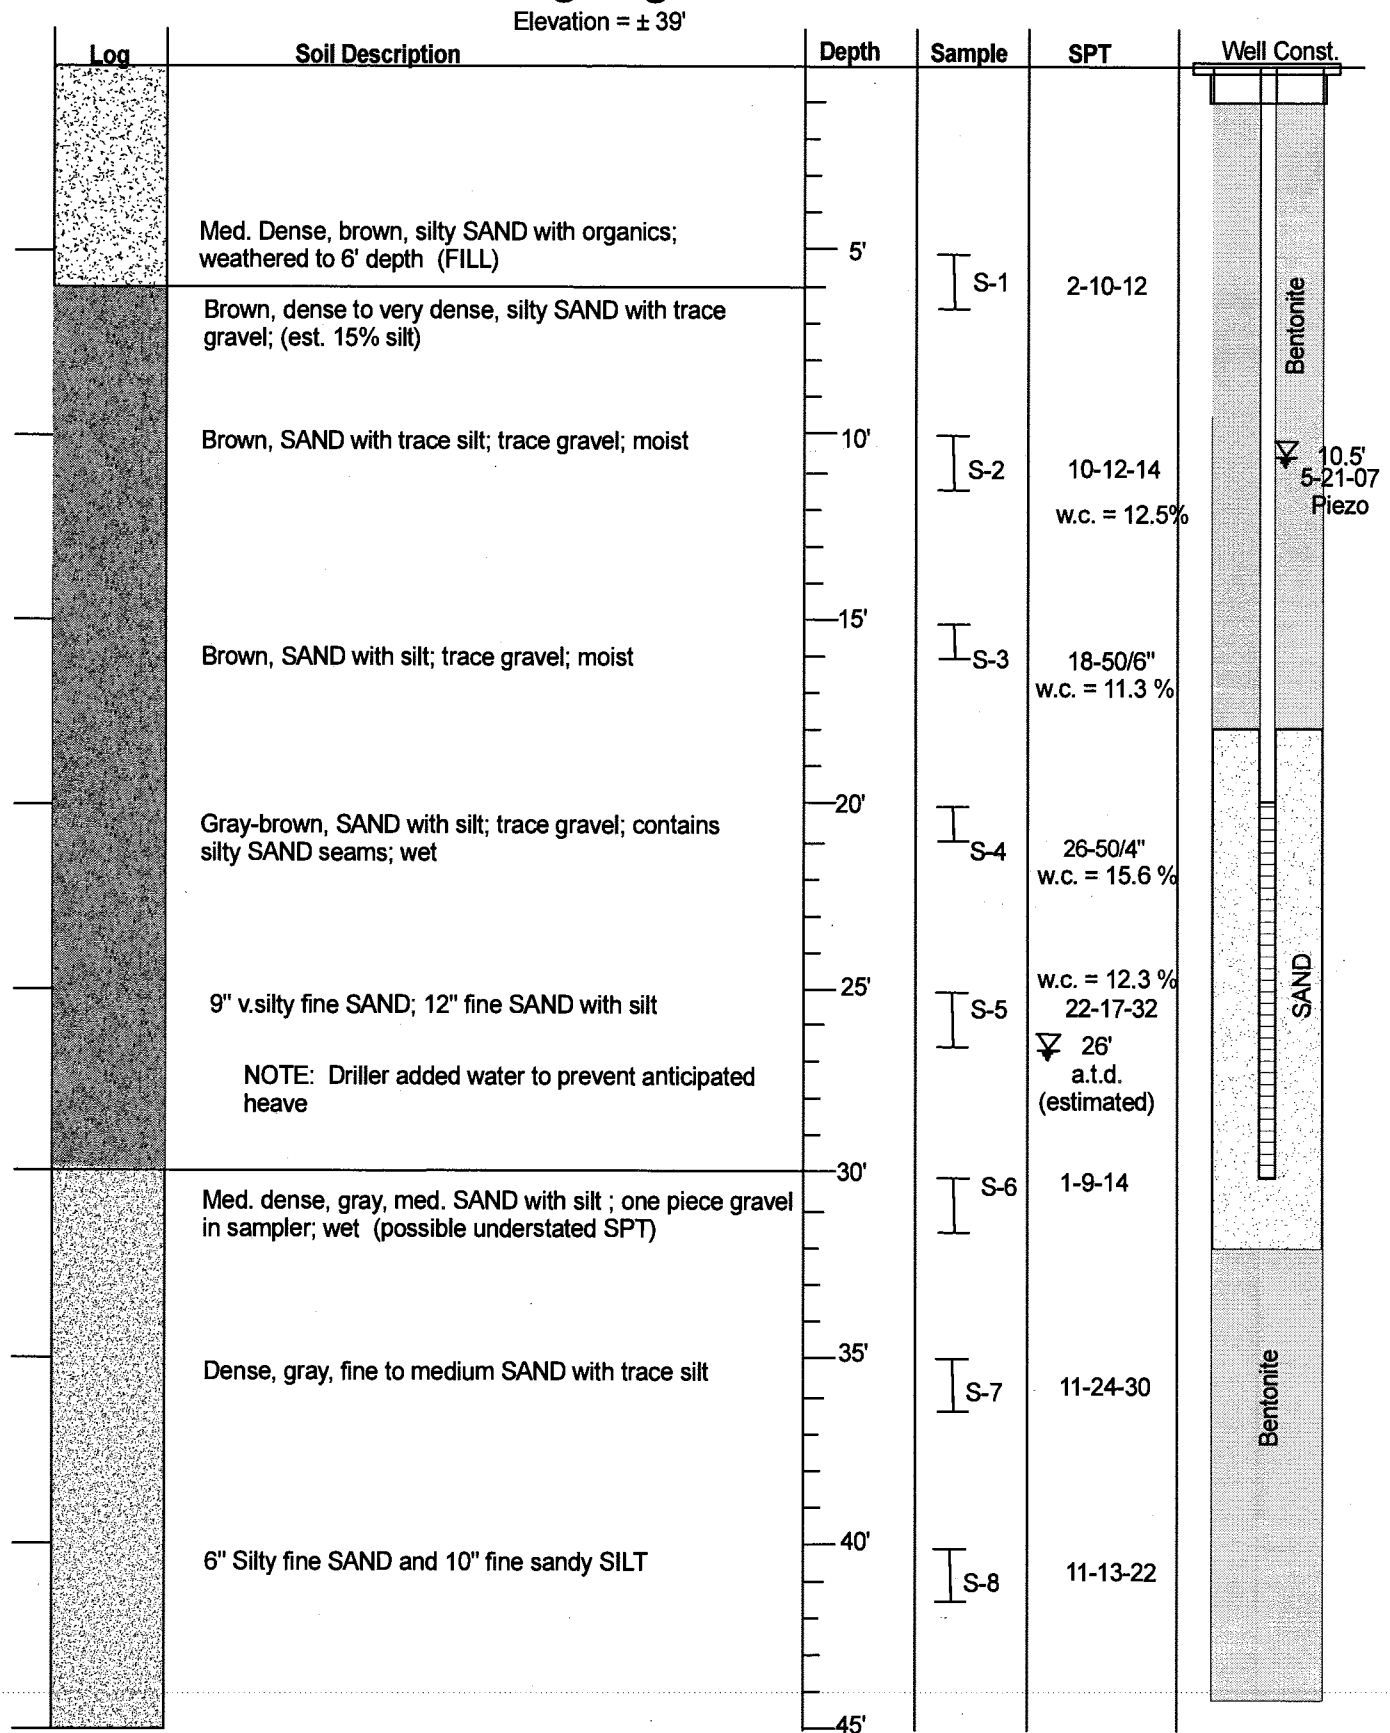 Elevation = ± 39'
Log Soil Description Depth Sample SPT Well Const.
Med. Dense, brown, silty SAND with organics;
weathered to 6' depth (FILL)
5'
S-1 2-10-12
Bentonite
Brown, dense to very dense, silty SAND with trace
gravel; (est. 15% silt)
Brown, SAND with trace silt; trace gravel; moist
10'
S-2 10-12-14
w.c. = 12.5%
10.5'
5-21-07
Piezo
15'
Brown, SAND with silt; trace gravel; moist
S-3 18-50/6"
w.c. = 11.3 %
20'
Gray-brown, SAND with silt; trace gravel; contains
silty SAND seams; wet
S-4 26-50/4"
w.c. = 15.6 %
w.c. = 12.3 %
25'
9" v.silty fine SAND; 12" fine SAND with silt
S-5 22-17-32
SAND
26'
a.t.d.
(estimated)
NOTE: Driller added water to prevent anticipated
heave
30'
S-6 1-9-14
Med. dense, gray, med. SAND with silt ; one piece gravel
in sampler; wet (possible understated SPT)
35'
Dense, gray, fine to medium SAND with trace silt
S-7 11-24-30
Bentonite
40'
6" Silty fine SAND and 10" fine sandy SILT
S-8 11-13-22
45'